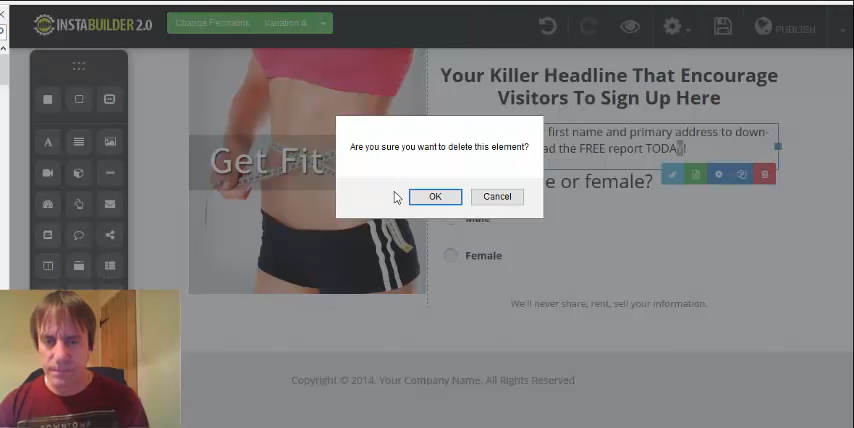 INSTABUILDER 2.0
Change Permalink
Variation A
PUBLISH
Your Killer Headline That Encourage
Visitors To Sign Up Here
first name and primary address to down-
ad the FREE report TODAY!
Get Fit
Are you sure you want to delete this element?
OK
Cancel
e or female?
Male
Female
We'll never share, rent, sell your information.
Copyright © 2014. Your Company Name. All Rights Reserved
DOWNTOWN